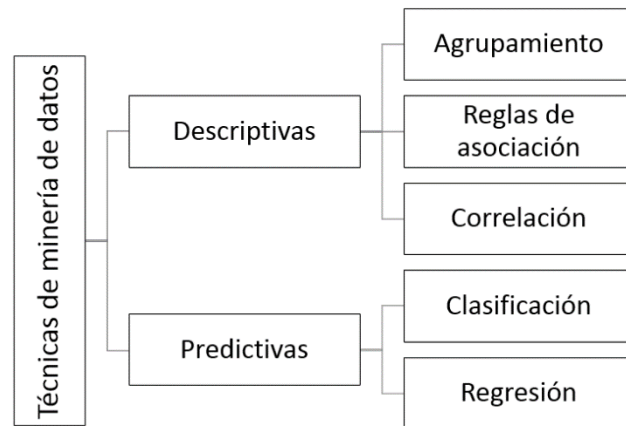 Técnicas de minería de datos
Descriptivas
Agrupamiento
Reglas de
asociación
Correlación
Predictivas
Clasificación
Regresión